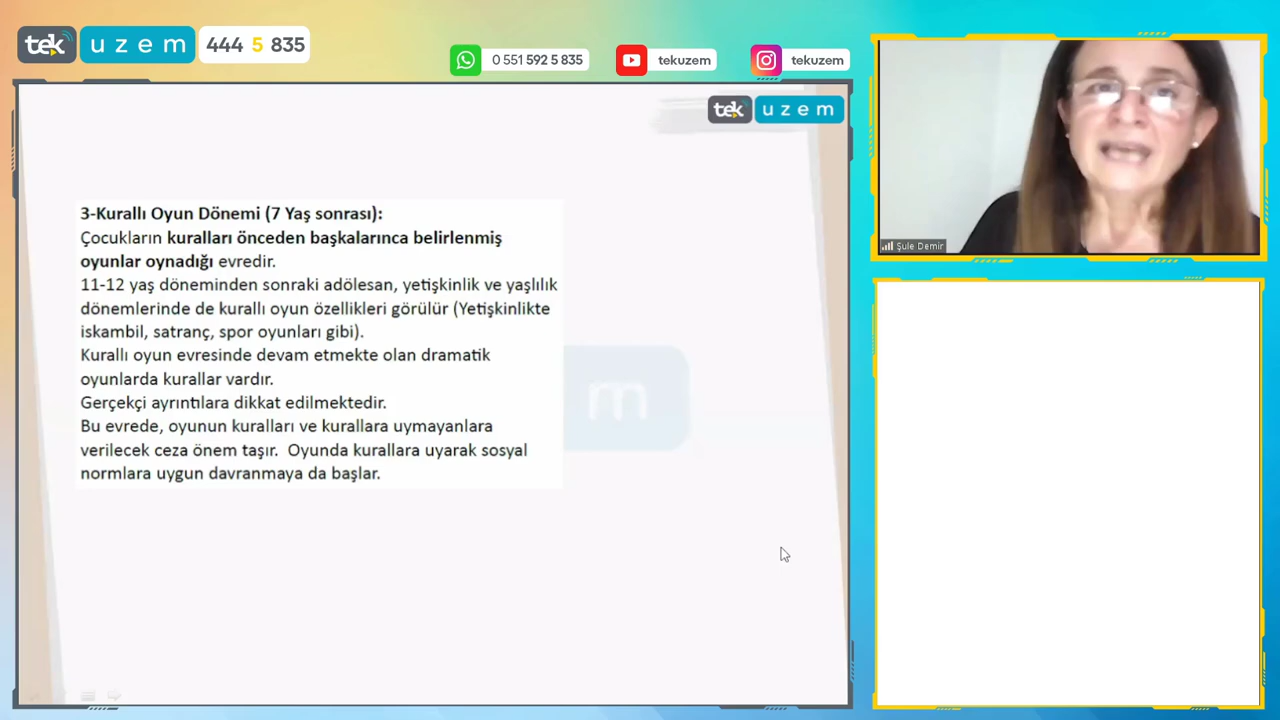 tek uzem 444 5 835
0 551 592 5 835
tekuzem
tekuzem
tek uzem
3-Kurallı Oyun Dönemi (7 Yaş sonrası):
Çocukların kuralları önceden başkalarınca belirlenmiş
oyunlar oynadığı evredir.
11-12 yaş döneminden sonraki adölesan, yetişkinlik ve yaşlılık
dönemlerinde de kurallı oyun özellikleri görülür (Yetişkinlikte
iskambil, satranç, spor oyunları gibi).
Kurallı oyun evresinde devam etmekte olan dramatik
oyunlarda kurallar vardır.
Gerçekçi ayrıntılara dikkat edilmektedir.
Bu evrede, oyunun kuralları ve kurallara uymayanlara
verilecek ceza önem taşır. Oyunda kurallara uyarak sosyal
normlara uygun davranmaya da başlar.
m
Şule Demir